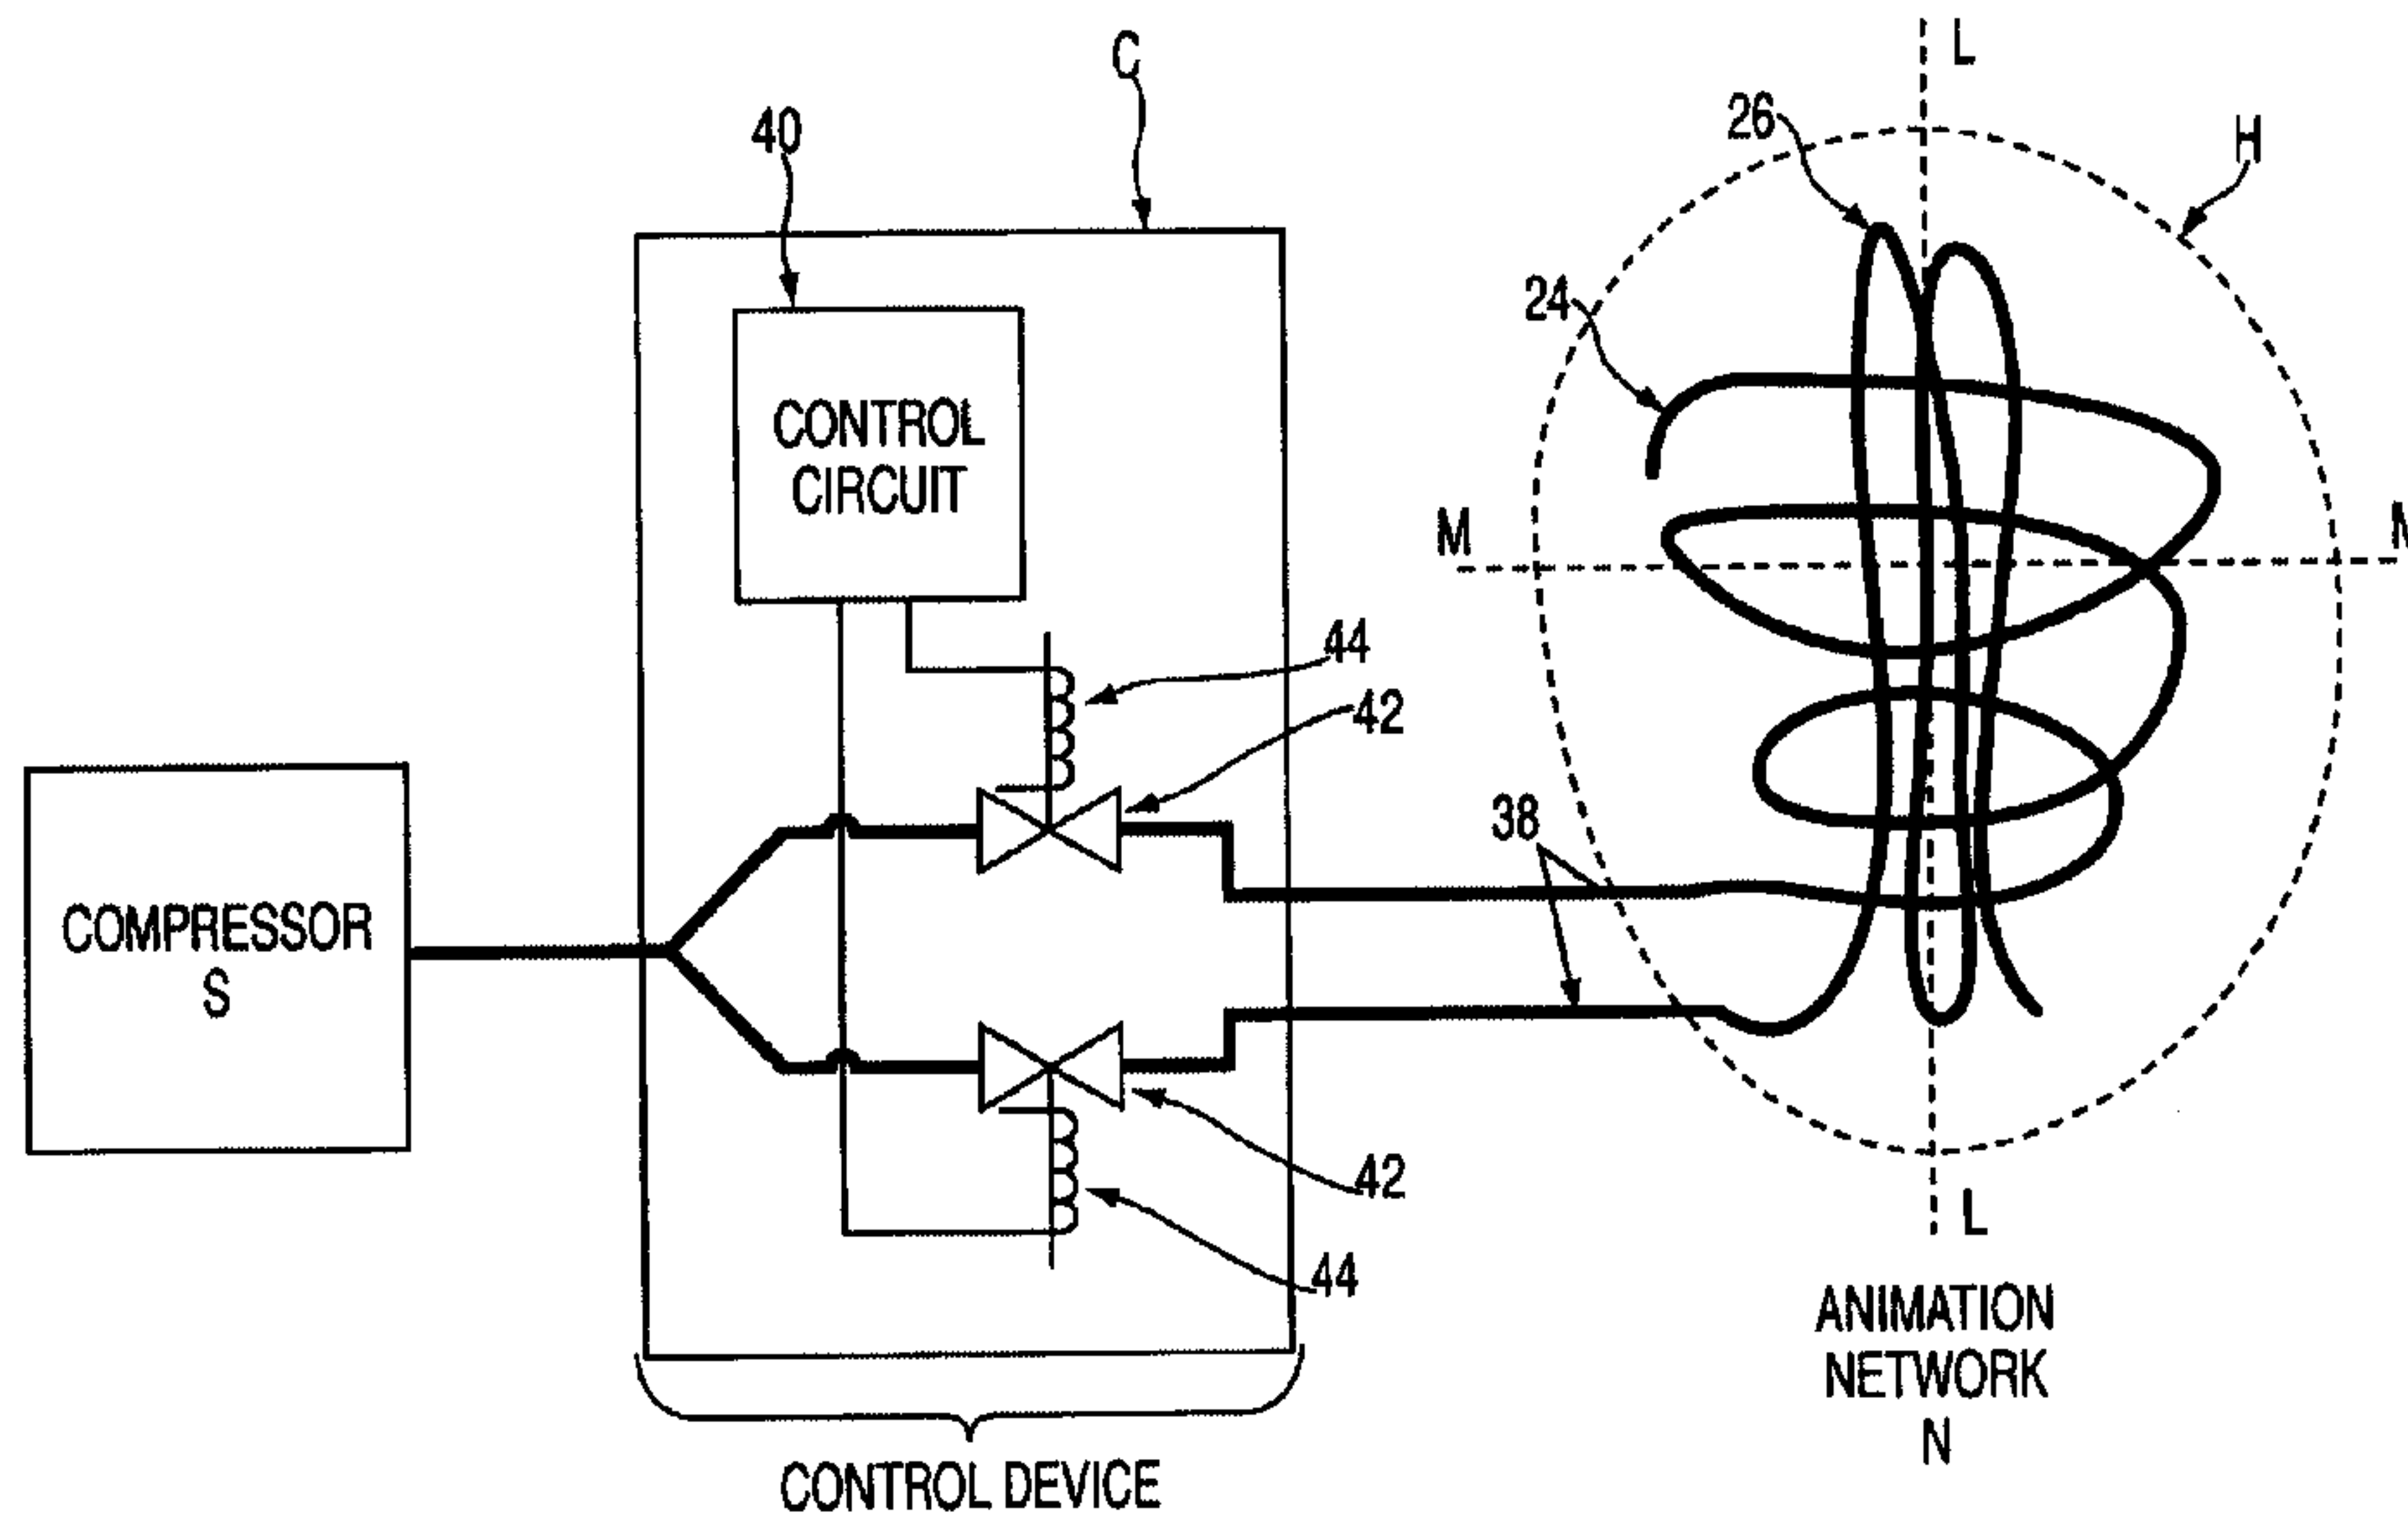 C
L
26
H
40
24
CONTROL
CIRCUIT
M
44
42
38
COMPRESSOR
S
42
44
L
ANIMATION
NETWORK
N
CONTROL DEVICE